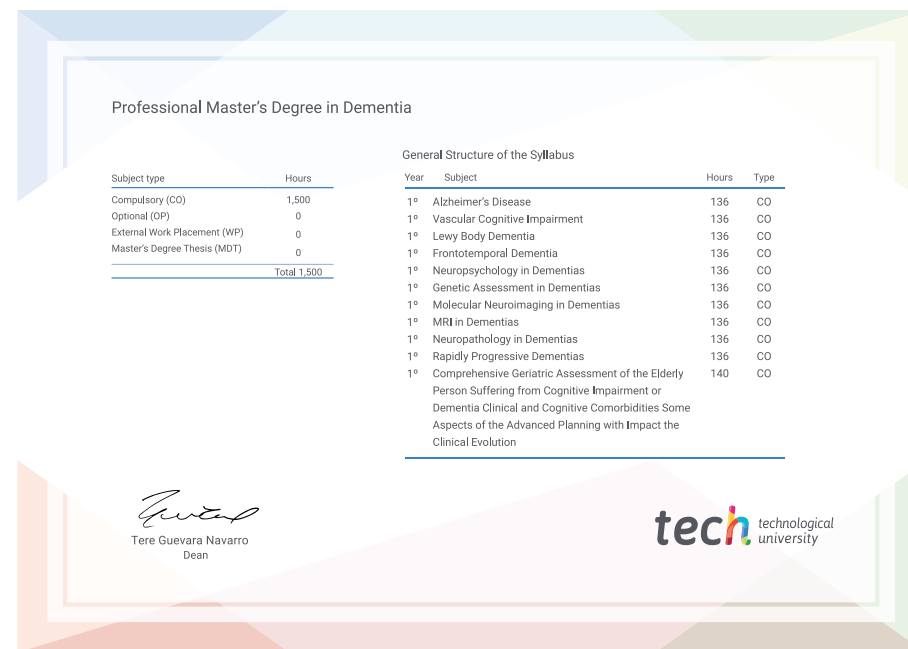 Professional Master's Degree in Dementia
Subject type Hours
Compulsory (CO) 1,500
Optional (OP) 0
External Work Placement (WP) 0
Master's Degree Thesis (MDT) 0
Total 1,500
General Structure of the Syllabus
Year Subject Hours Type
1º Alzheimer's Disease 136 CO
1º Vascular Cognitive Impairment 136 CO
1º Lewy Body Dementia 136 CO
1º Frontotemporal Dementia 136 CO
1º Neuropsychology in Dementias 136 CO
1º Genetic Assessment in Dementias 136 CO
1º Molecular Neuroimaging in Dementias 136 CO
1º MRI in Dementias 136 CO
1º Neuropathology in Dementias 136 CO
1º Rapidly Progressive Dementias 136 CO
1º Comprehensive Geriatric Assessment of the Elderly 140 CO
Person Suffering from Cognitive Impairment or
Dementia Clinical and Cognitive Comorbidities Some
Aspects of the Advanced Planning with Impact the
Clinical Evolution
Tere Guevara Navarro
Dean
tech technological
university